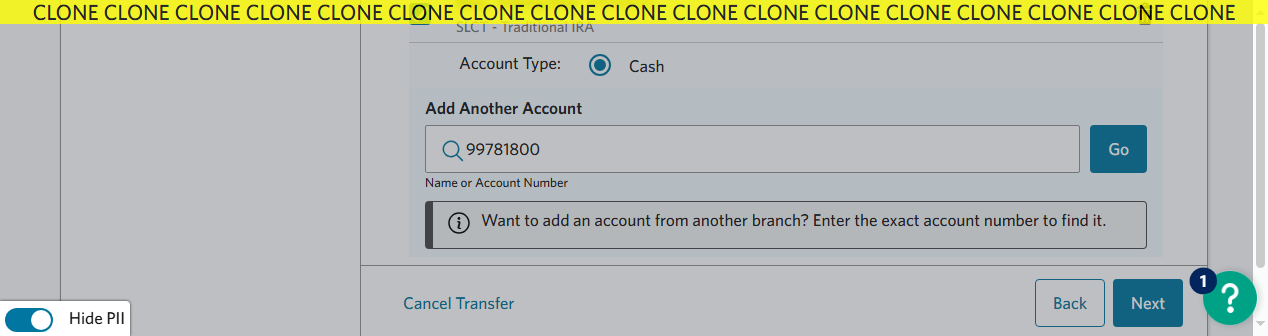 CLONE CLONE CLONE CLONE CLONE CLONE CLONE CLONE CLONE CLONE CLONE CLONE CLONE CLONE CLONE CLONE CLONE
SLCT - Traditional IRA
Account Type: Cash
Add Another Account
99781800 Go
Name or Account Number
Want to add an account from another branch? Enter the exact account number to find it.
Cancel Transfer Back Next
1
?
Hide PII